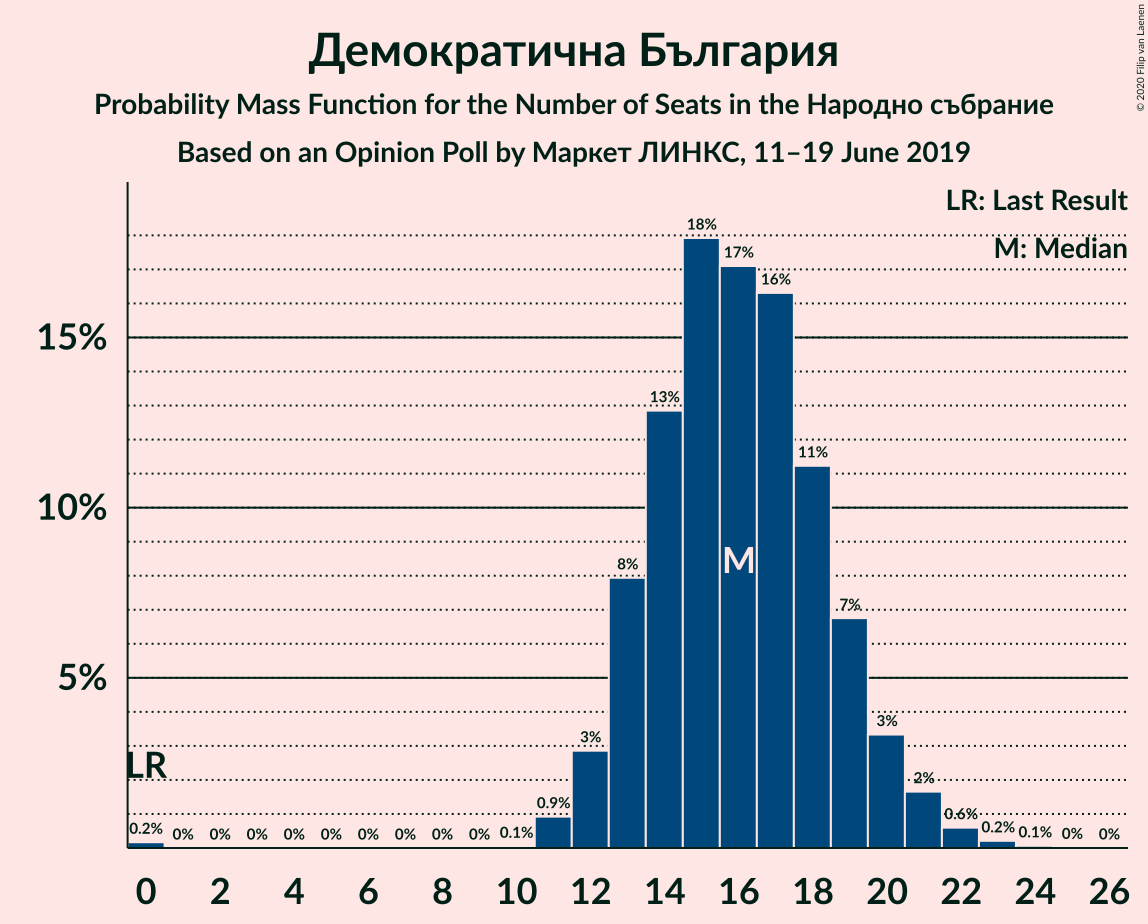 Демократична България
Probability Mass Function for the Number of Seats in the Народно събрание
Based on an Opinion Poll by Маркет ЛИНКС, 11–19 June 2019
© 2020 Filip van Laenen
LR: Last Result
M: Median
18%
17%
16%
15%
13%
11%
10%
M
8%
7%
5%
3%
3%
LR
2%
0.2% 0% 0% 0% 0% 0% 0% 0% 0% 0% 0.1% 0.9% 0.6% 0.2% 0.1% 0% 0%
0 2 4 6 8 10 12 14 16 18 20 22 24 26